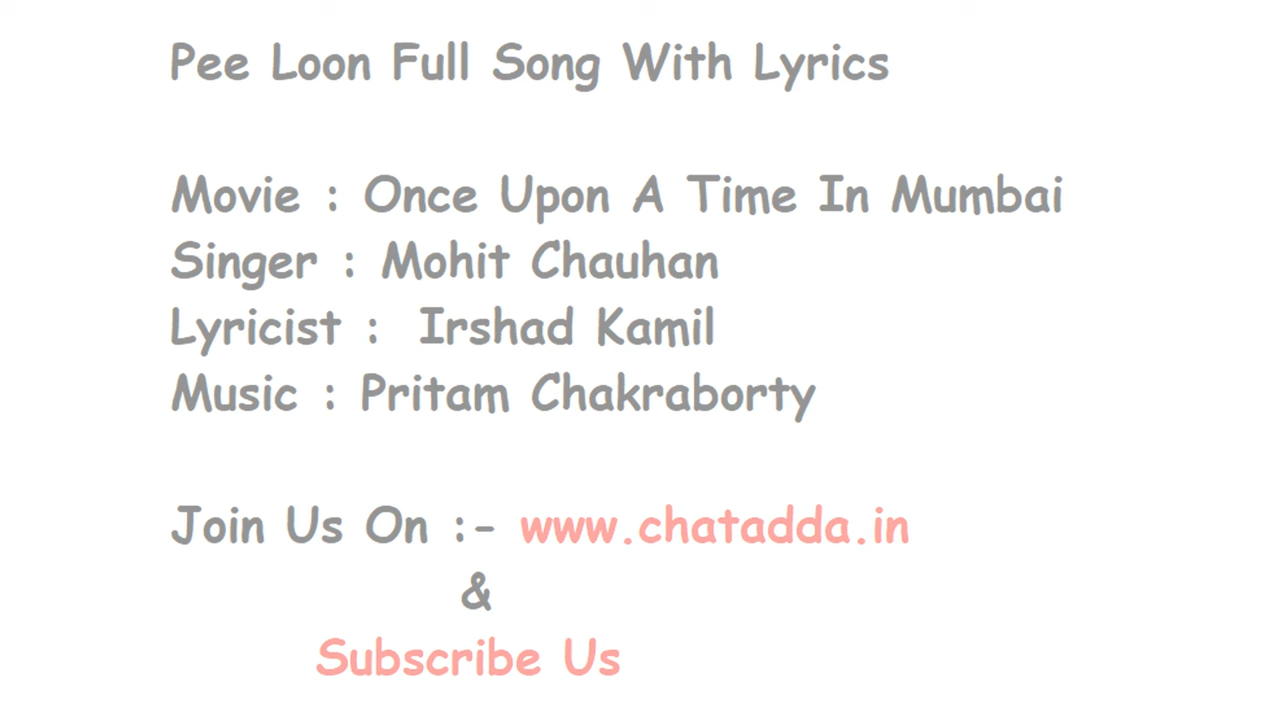 Pee Loon Full Song With Lyrics
Movie : Once Upon A Time In Mumbai
Singer : Mohit Chauhan
Lyricist :  Irshad Kamil
Music : Pritam Chakraborty
Join Us On :- www.chatadda.in
&
Subscribe Us